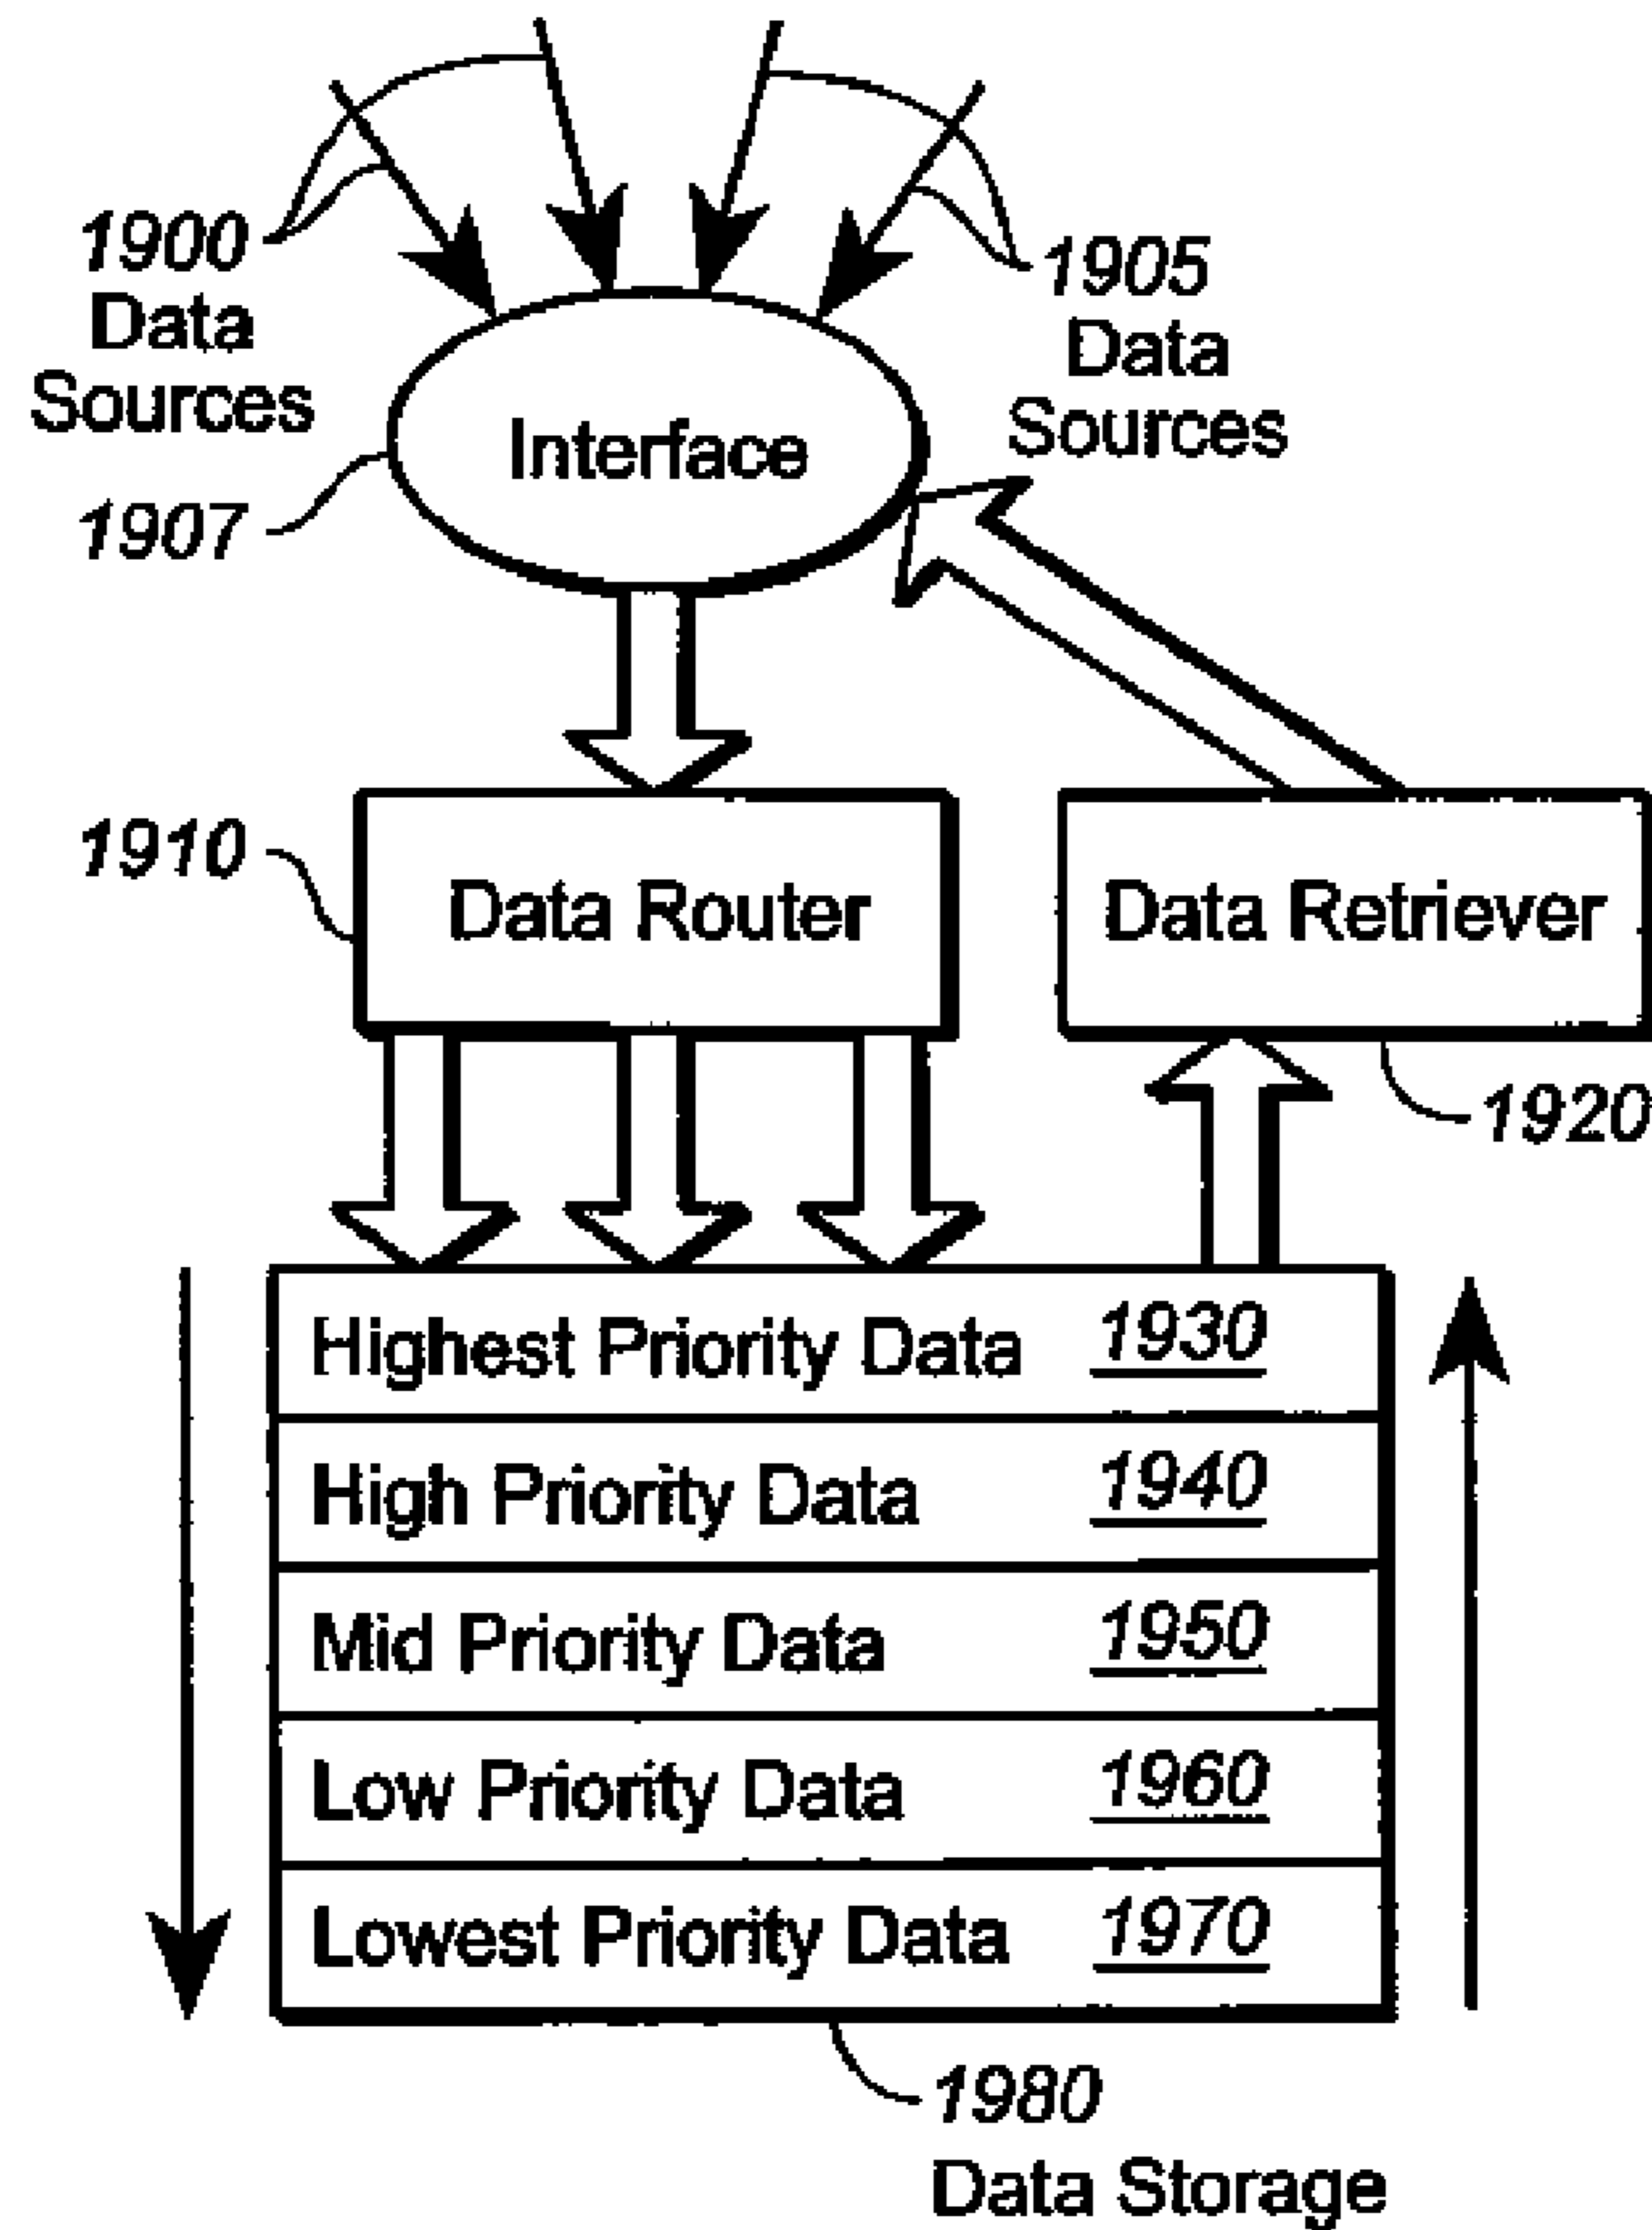 1900
Data
Sources
1905
Data
Sources
Interface
1907
1910
Data Router
Data Retriever
1920
Highest Priority Data 1930
High Priority Data 1940
Mid Priority Data 1950
Low Priority Data 1960
Lowest Priority Data 1970
1980
Data Storage